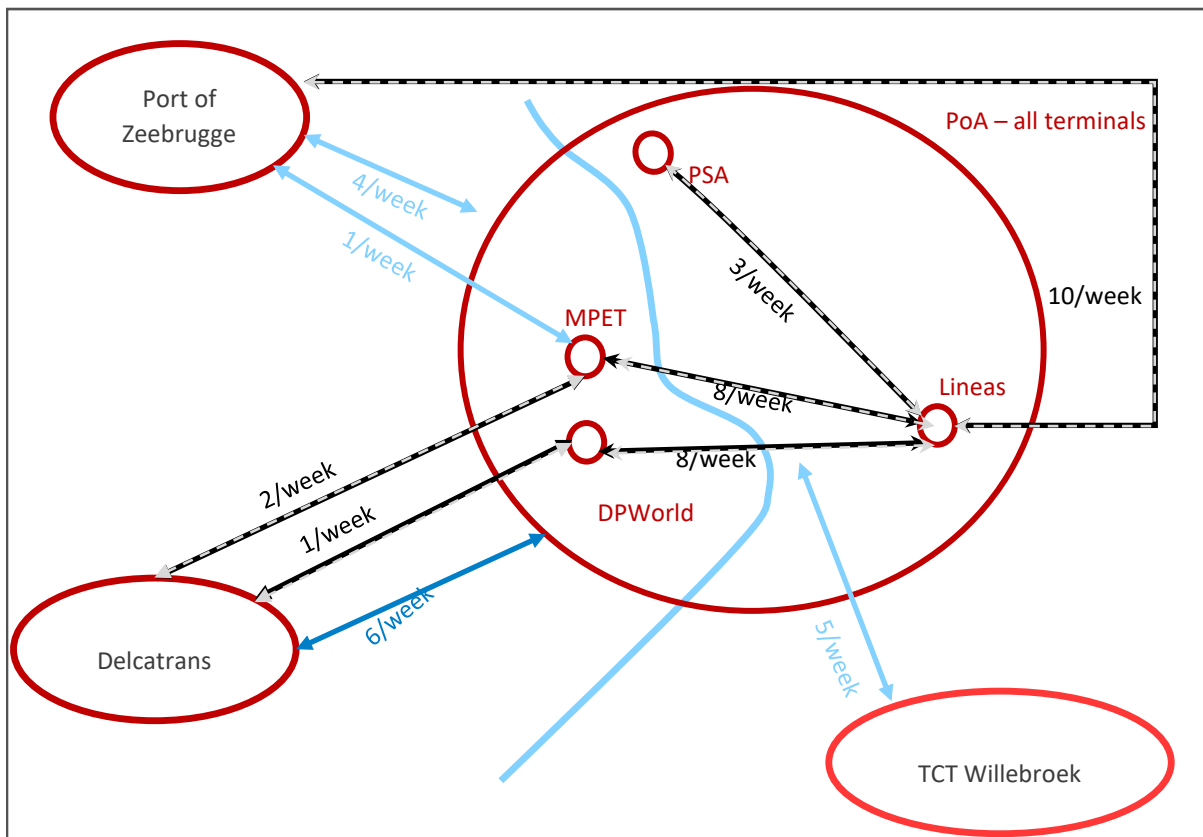 Port of
Zeebrugge
PoA – all terminals
PSA
4/week
1/week
3/week
10/week
MPET
Lineas
8/week
8/week
2/week
DPWorld
1/week
6/week
5/week
Delcatrans
TCT Willebroek